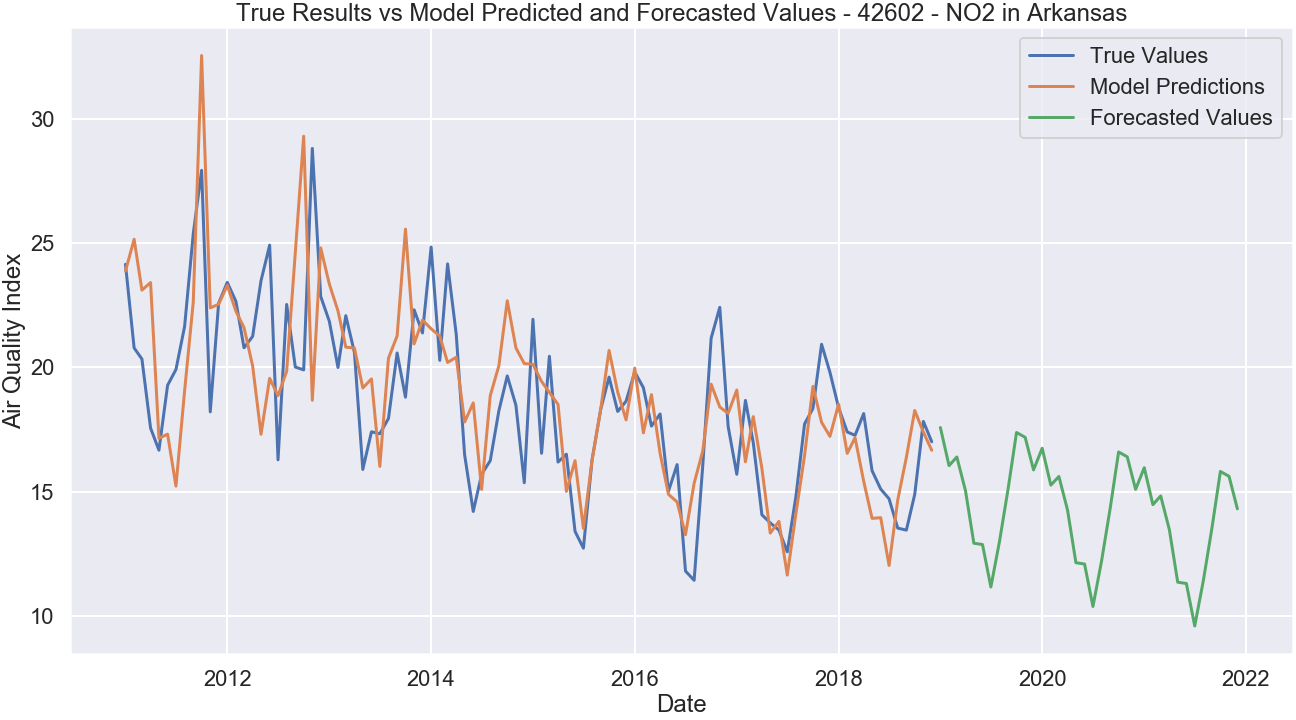 True Results vs Model Predicted and Forecasted Values - 42602 - NO2 in Arkansas
True Values
Model Predictions
Forecasted Values
Air Quality Index
30
25
20
15
10
2012 2014 2016 2018 2020 2022
Date